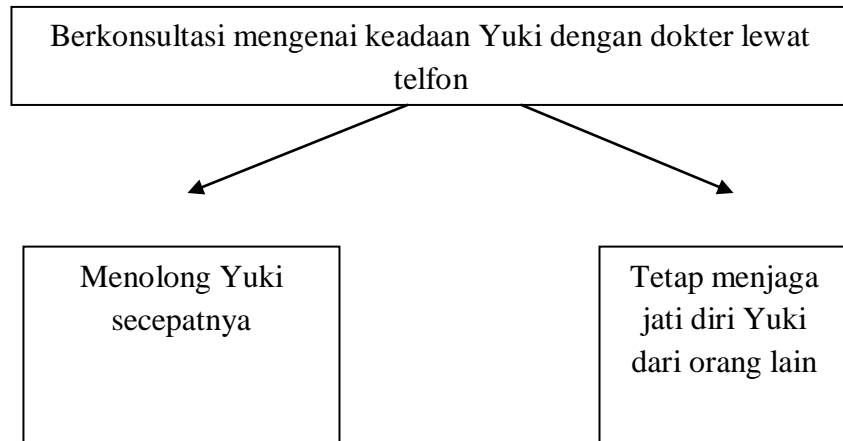 Berkonsultasi mengenai keadaan Yuki dengan dokter lewat
telfon
Menolong Yuki
secepatnya
Tetap menjaga
jati diri Yuki
dari orang lain